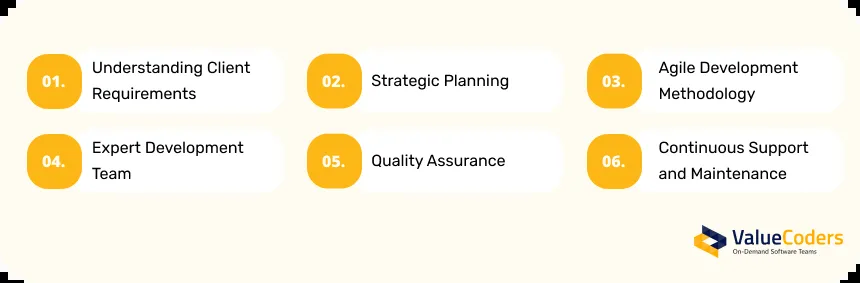 01.
Understanding Client
Requirements
02.
Strategic Planning
03.
Agile Development
Methodology
04.
Expert Development
Team
05.
Quality Assurance
06.
Continuous Support
and Maintenance
ValueCoders
On-Demand Software Teams